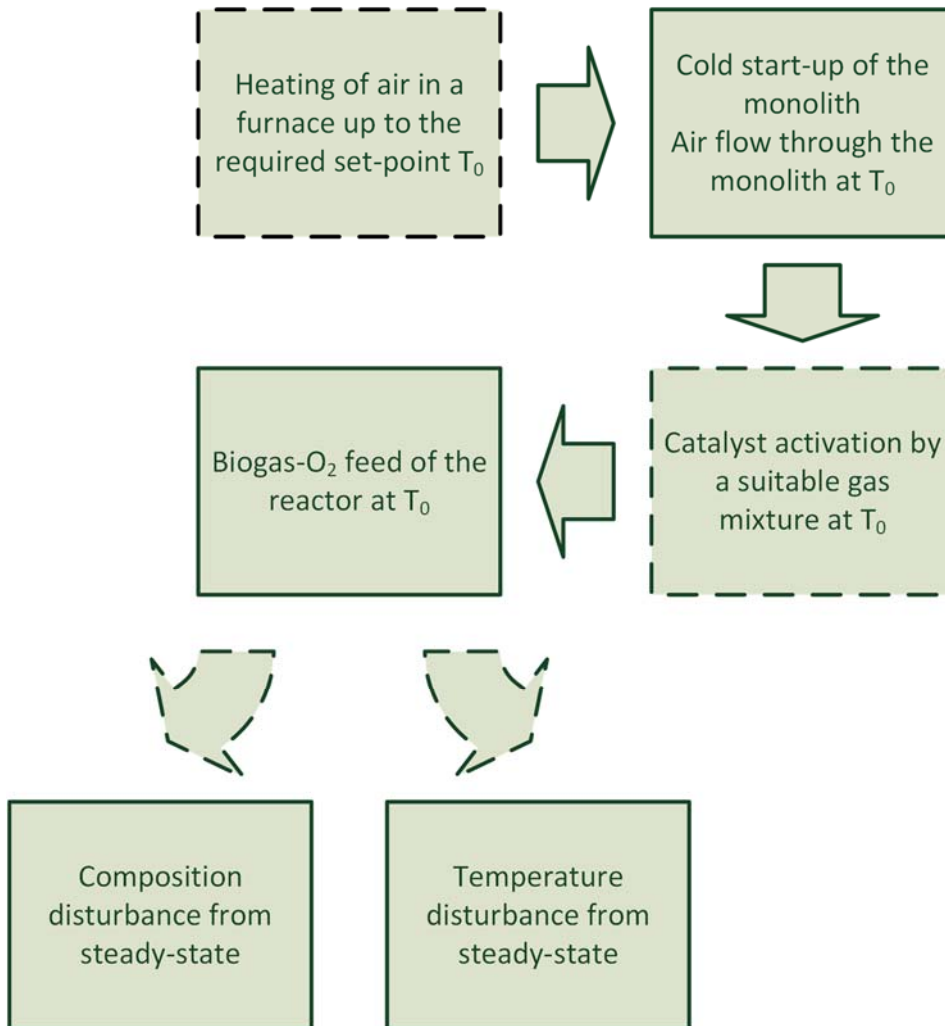 Heating of air in a
furnace up to the
required set-point T₀
Cold start-up of the
monolith
Air flow through the
monolith at T₀
Catalyst activation by
a suitable gas
mixture at T₀
Biogas-O₂ feed of the
reactor at T₀
Composition
disturbance from
steady-state
Temperature
disturbance from
steady-state